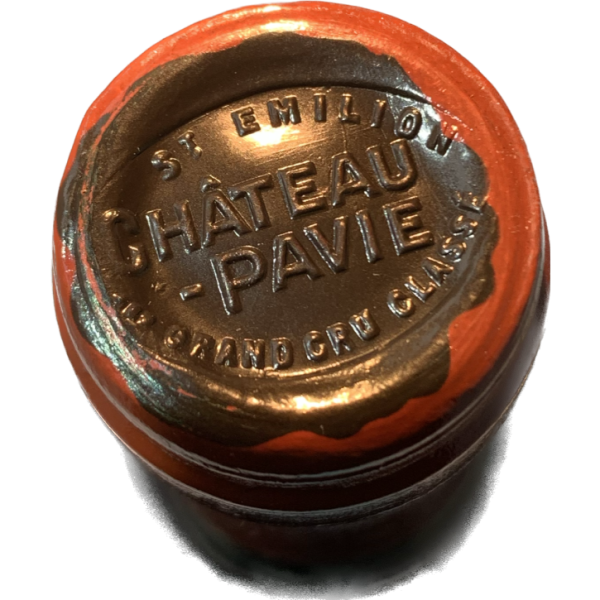 ST EMILION
CHÂTEAU
-PAVIE
GRAND CRU CLASSÉ